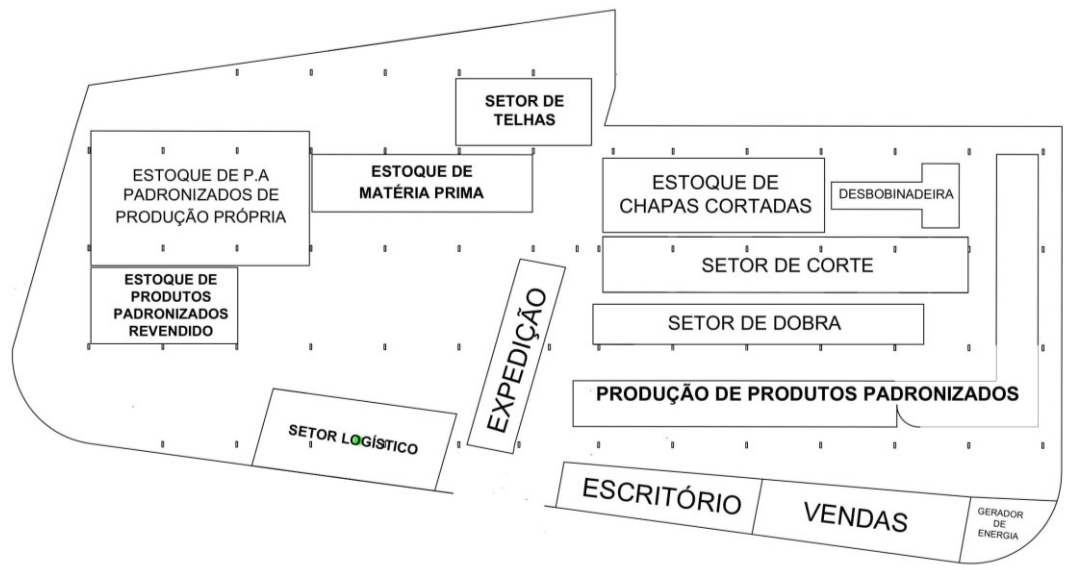 SETOR DE
TELHAS
ESTOQUE DE P.A
PADRONIZADOS DE
PRODUÇÃO PRÓPRIA
ESTOQUE DE
MATÉRIA PRIMA
ESTOQUE DE
CHAPAS CORTADAS
DESBOBINADEIRA
SETOR DE CORTE
ESTOQUE DE
PRODUTOS
PADRONIZADOS
REVENDIDO
EXPEDIÇÃO
SETOR DE DOBRA
PRODUÇÃO DE PRODUTOS PADRONIZADOS
SETOR LOGÍSTICO
ESCRITÓRIO
VENDAS
GERADOR
DE
ENERGIA